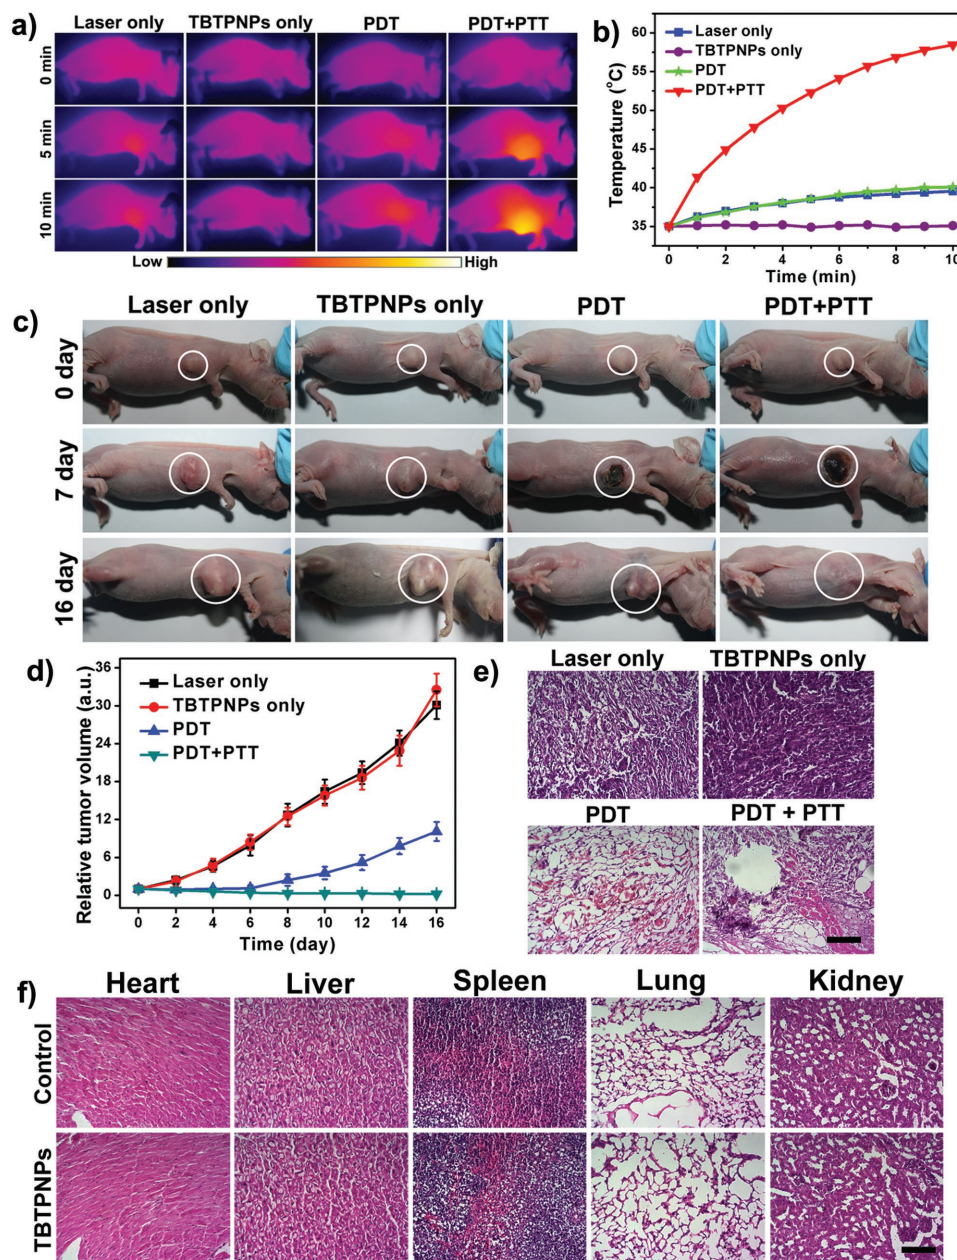 a)
Laser only TBTPNPs only PDT PDT+PTT
0 min
5 min
10 min
Low High
b)
Temperature (°C)
60
55
50
45
40
35
Laser only
TBTPNPs only
PDT
PDT+PTT
0 2 4 6 8 10
Time (min)
c)
Laser only TBTPNPs only PDT PDT+PTT
0 day
7 day
16 day
d)
Relative tumor volume (a.u.)
36
30
24
18
12
6
0
Laser only
TBTPNPs only
PDT
PDT+PTT
0 2 4 6 8 10 12 14 16
Time (day)
e)
Laser only TBTPNPs only
PDT PDT + PTT
f)
Heart Liver Spleen Lung Kidney
Control
TBTPNPs